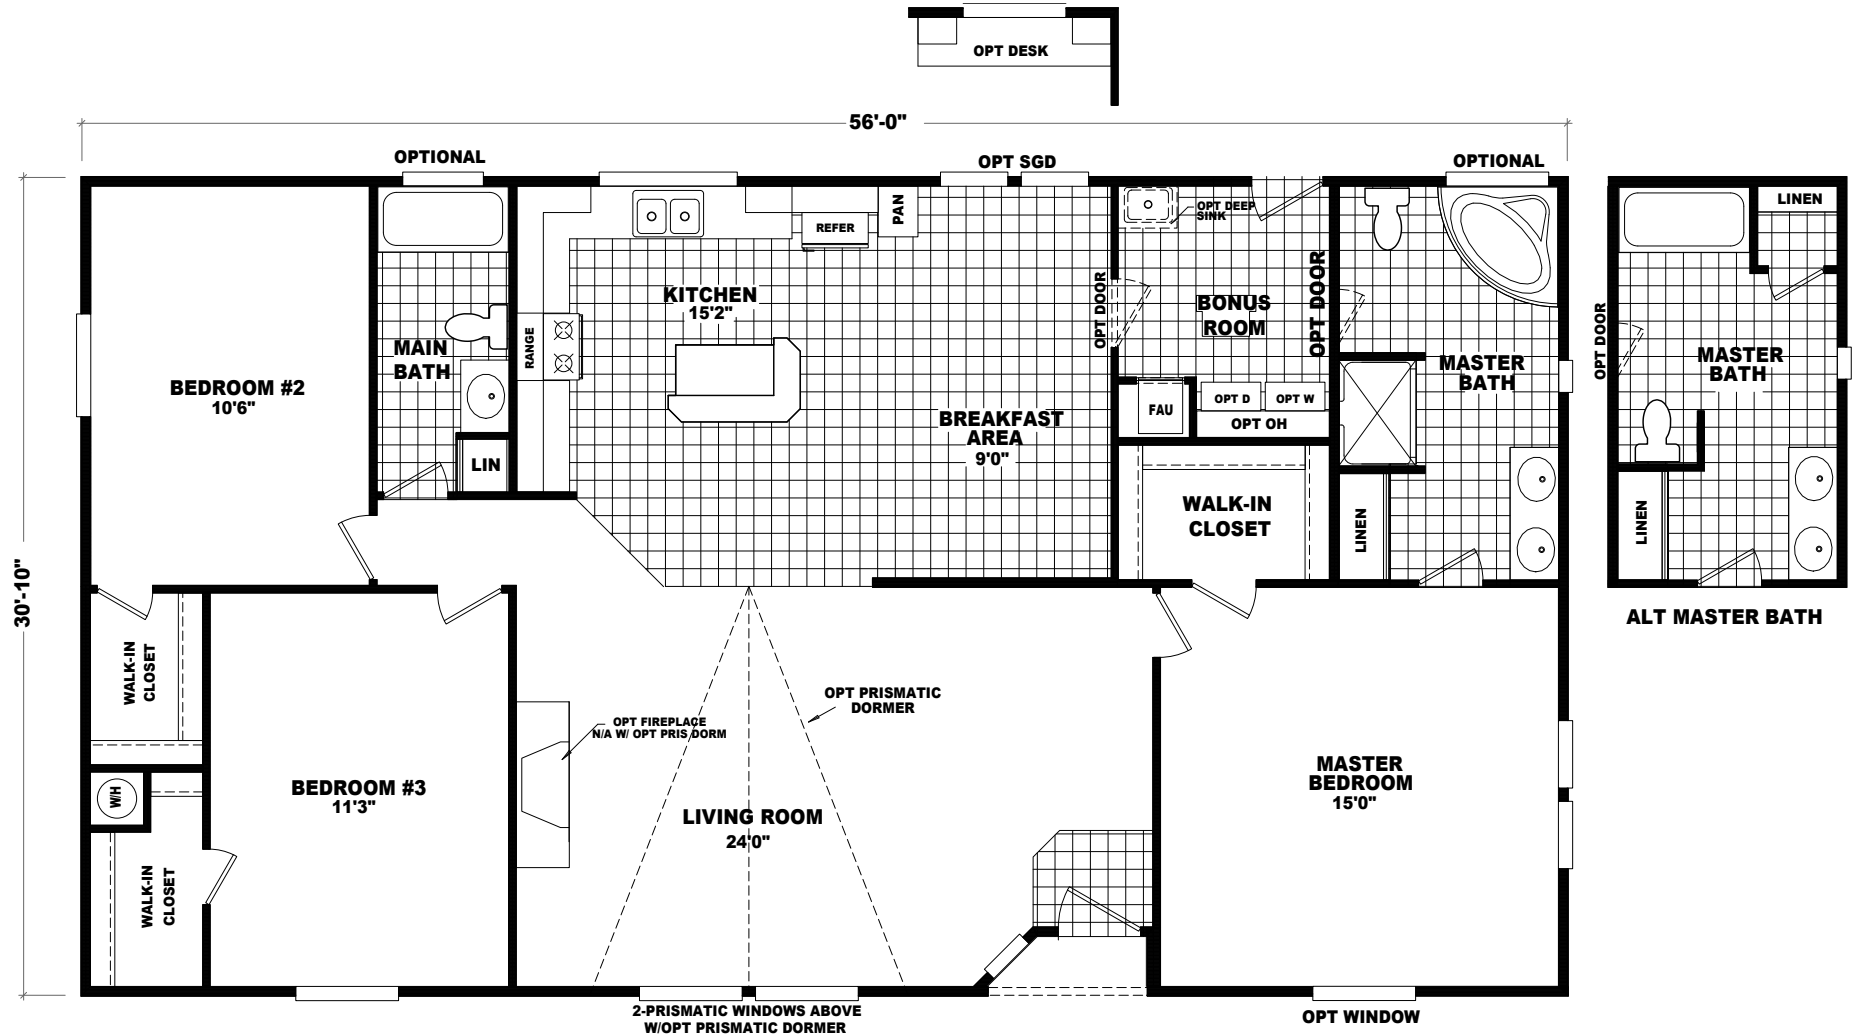 OPT DESK
56'-0"
OPTIONAL
OPT SGD
OPTIONAL
30'-10"
BEDROOM #2
10'6"
MAIN
BATH
LIN
RANGE
KITCHEN
15'2"
REFER
PAN
BREAKFAST
AREA
9'0"
OPT DEEP
SINK
OPT DOOR
BONUS
ROOM
OPT DOOR
FAU
OPT D
OPT W
OPT OH
WALK-IN
CLOSET
MASTER
BATH
LINEN
LINEN
OPT DOOR
MASTER
BATH
LINEN
ALT MASTER BATH
WALK-IN
CLOSET
W/H
WALK-IN
CLOSET
BEDROOM #3
11'3"
OPT FIREPLACE
N/A W/ OPT PRIS DORM
OPT PRISMATIC
DORMER
LIVING ROOM
24'0"
MASTER
BEDROOM
15'0"
2-PRISMATIC WINDOWS ABOVE
W/OPT PRISMATIC DORMER
OPT WINDOW